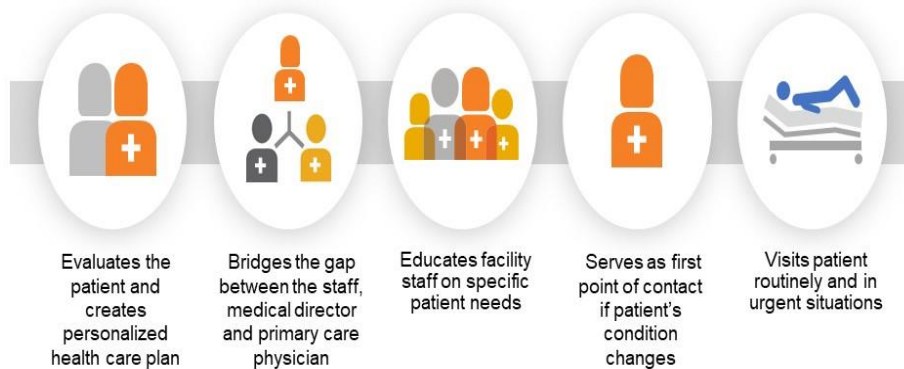 Evaluates the
patient and
creates
personalized
health care plan
Bridges the gap
between the staff,
medical director
and primary care
physician
Educates facility
staff on specific
patient needs
Serves as first
point of contact
if patient's
condition
changes
Visits patient
routinely and in
urgent situations